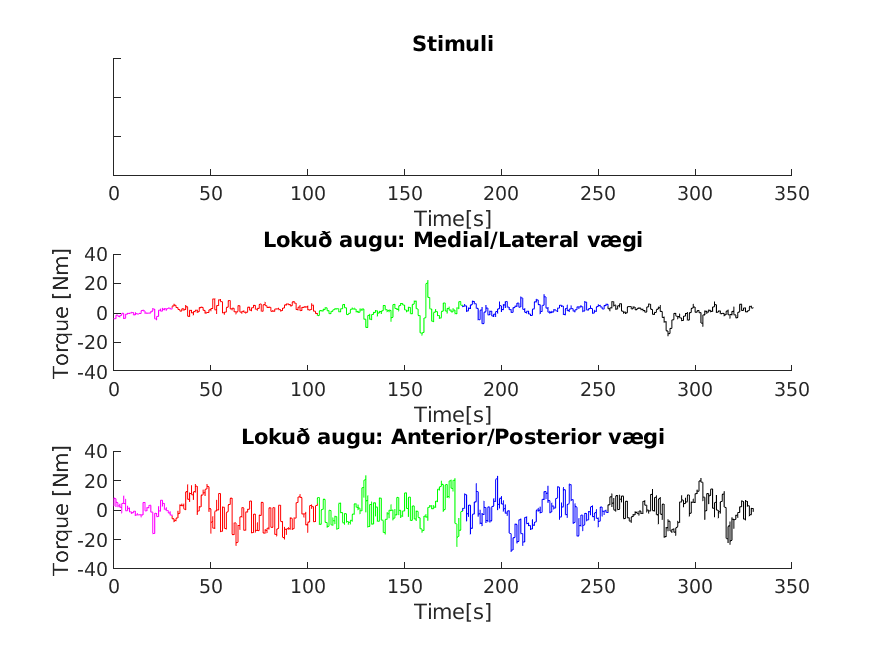 Stimuli
0 50 100 150 200 250 300 350
Time[s]
Lokuð augu: Medial/Lateral vægi
Torque [Nm]
40
20
0
-20
-40
0 50 100 150 200 250 300 350
Time[s]
Lokuð augu: Anterior/Posterior vægi
Torque [Nm]
40
20
0
-20
-40
0 50 100 150 200 250 300 350
Time[s]